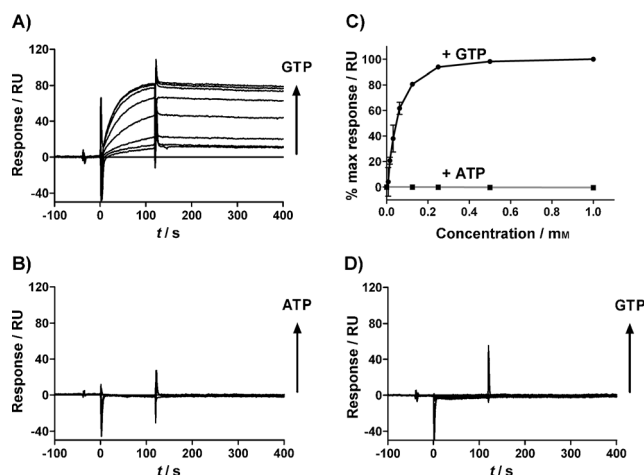 A)
Response / RU
120
80
40
0
-40
-100
0
100
200
300
400
t / s
GTP
C)
% max response / RU
100
80
60
40
20
0
0.0
0.2
0.4
0.6
0.8
1.0
+ GTP
+ ATP
Concentration / mM
B)
Response / RU
120
80
40
0
-40
-100
0
100
200
300
400
t / s
ATP
D)
Response / RU
120
80
40
0
-40
-100
0
100
200
300
400
t / s
GTP